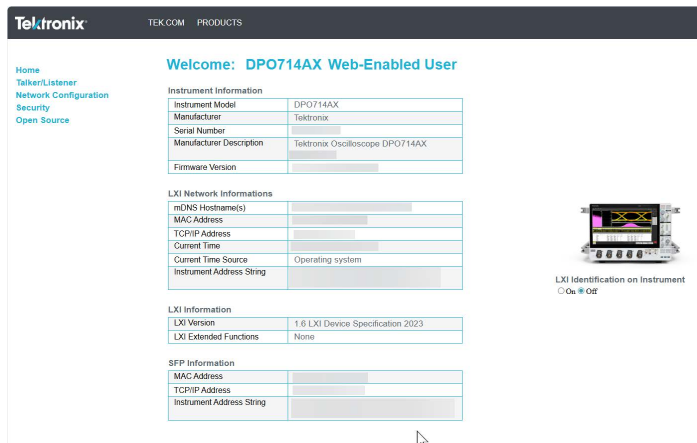 Tektronix
TEK.COM PRODUCTS
Home
Talker/Listener
Network Configuration
Security
Open Source
Welcome: DPO714AX Web-Enabled User
Instrument Information
Instrument Model DPO714AX
Manufacturer Tektronix
Serial Number
Manufacturer Description Tektronix Oscilloscope DPO714AX
Firmware Version
LXI Network Informations
mDNS Hostname(s)
MAC Address
TCP/IP Address
Current Time
Current Time Source Operating system
Instrument Address String
LXI Information
LXI Version 1.6 LXI Device Specification 2023
LXI Extended Functions None
SFP Information
MAC Address
TCP/IP Address
Instrument Address String
LXI Identification on Instrument
On Off